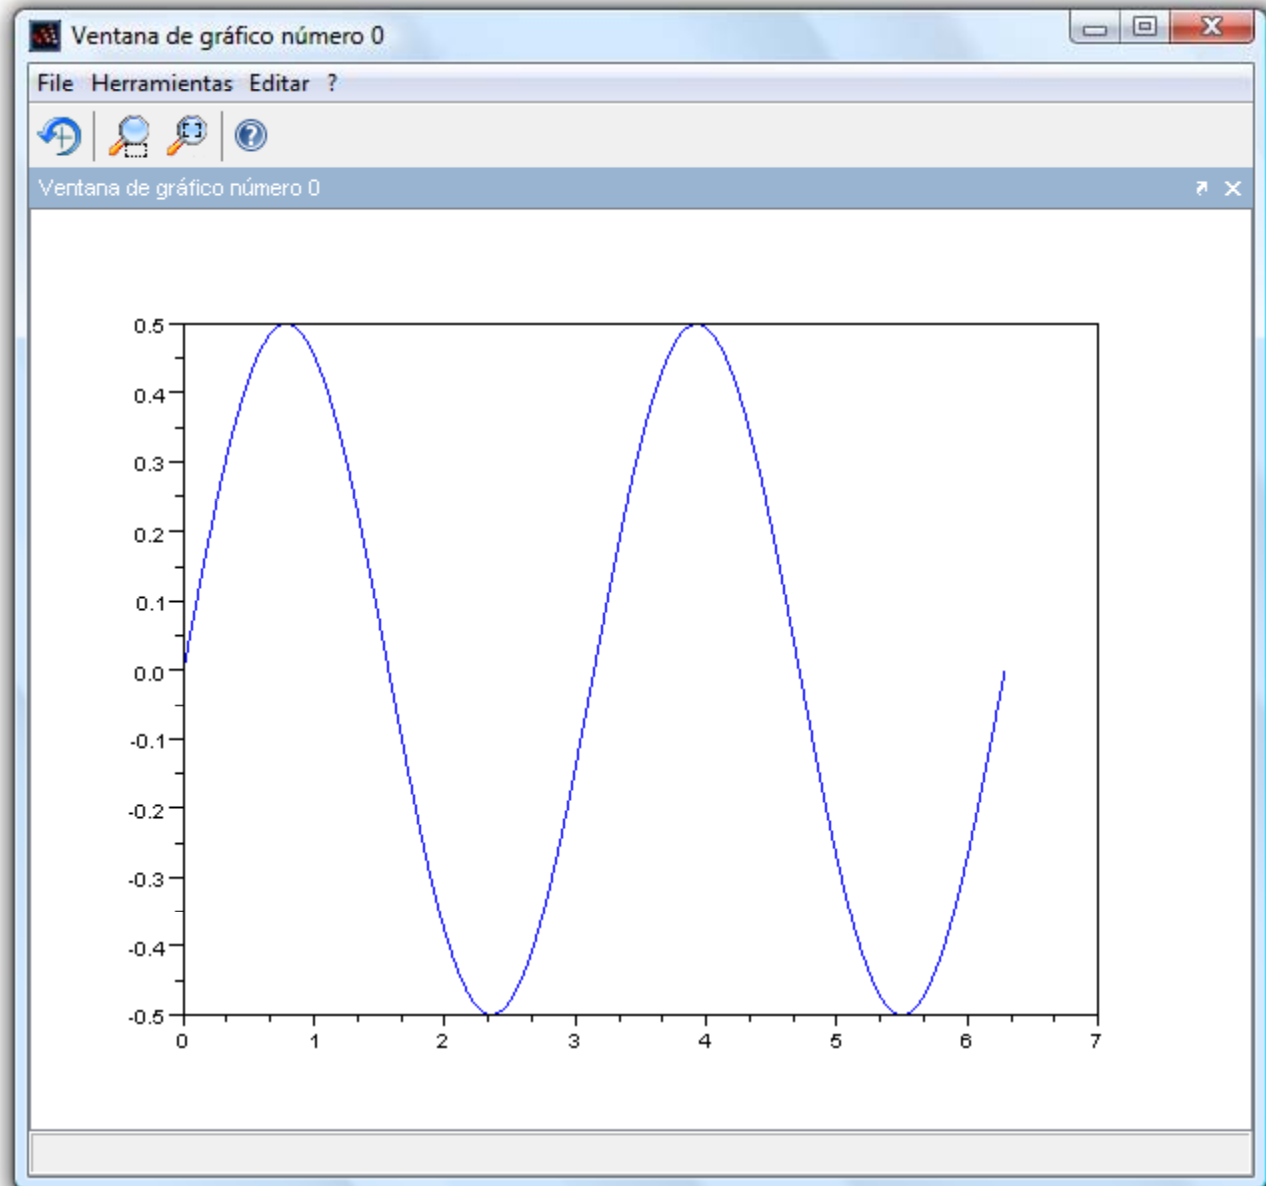 Ventana de gráfico número 0
File Herramientas Editar ?
Ventana de gráfico número 0
0.5
0.4
0.3
0.2
0.1
0.0
-0.1
-0.2
-0.3
-0.4
-0.5
0 1 2 3 4 5 6 7